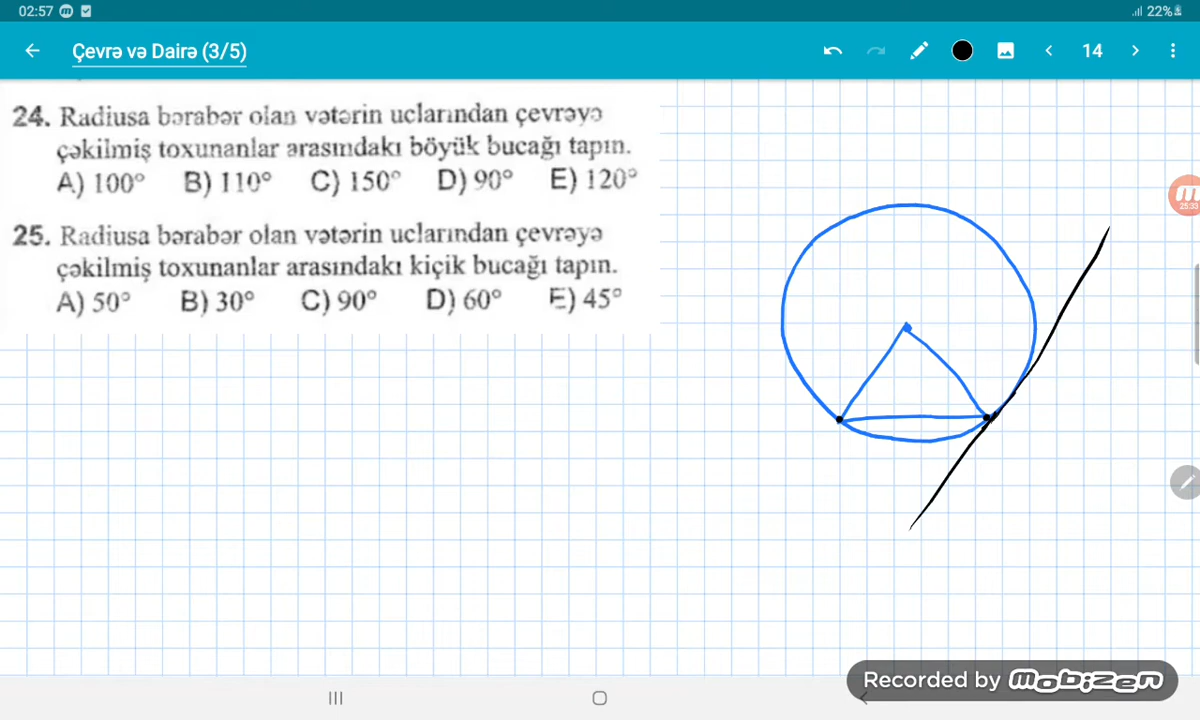 02:57
22%
Çevrə və Dairə (3/5)
14
24. Radiusa bərabər olan vətərin uclarından çevrəyə
çəkilmiş toxunanlar arasındakı böyük bucağı tapın.
A) 100° B) 110° C) 150° D) 90° E) 120°
25. Radiusa bərabər olan vətərin uclarından çevrəyə
çəkilmiş toxunanlar arasındakı kiçik bucağı tapın.
A) 50° B) 30° C) 90° D) 60° E) 45°
25:33
Recorded by mobizen